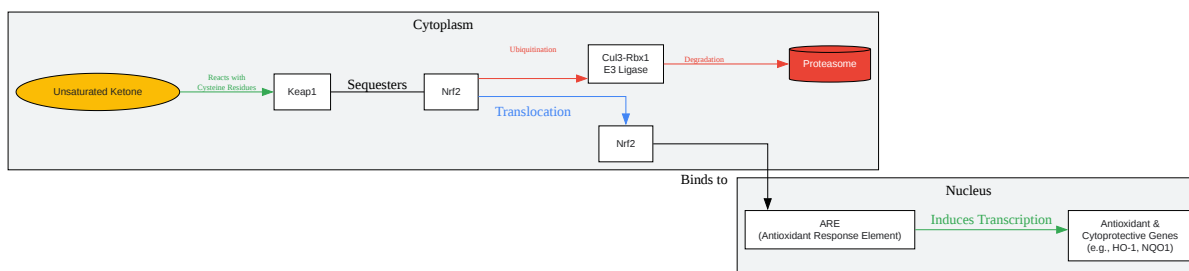 Cytoplasm
Unsaturated Ketone
Reacts with
Cysteine Residues
Keap1
Sequesters
Nrf2
Ubiquitination
Cul3-Rbx1
E3 Ligase
Degradation
Proteasome
Translocation
Nrf2
Binds to
Nucleus
ARE
(Antioxidant Response Element)
Induces Transcription
Antioxidant &
Cytoprotective Genes
(e.g., HO-1, NQO1)